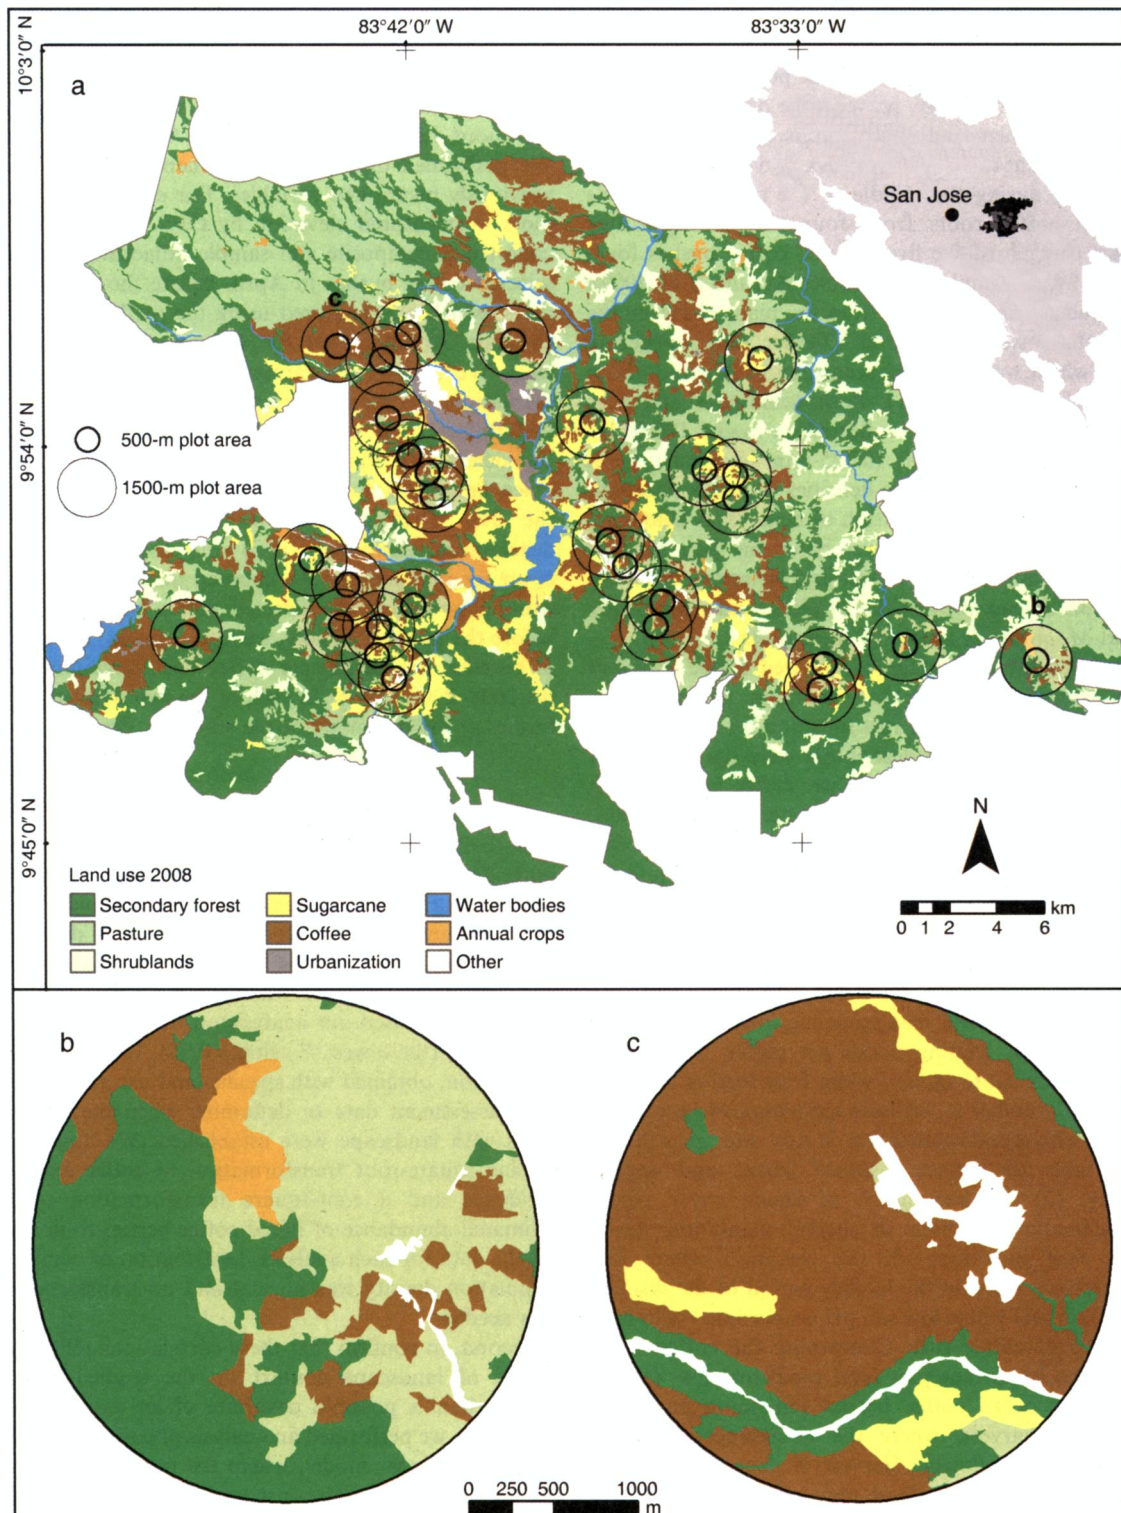 83°42′0″ W
83°33′0″ W
10°3′0″ N
a
San Jose
c
500-m plot area
9°54′0″ N
1500-m plot area
b
N
9°45′0″ N
Land use 2008
Secondary forest
Sugarcane
Water bodies
Pasture
Coffee
Annual crops
Shrublands
Urbanization
Other
km
0 1 2 4 6
b
c
0 250 500 1000
m